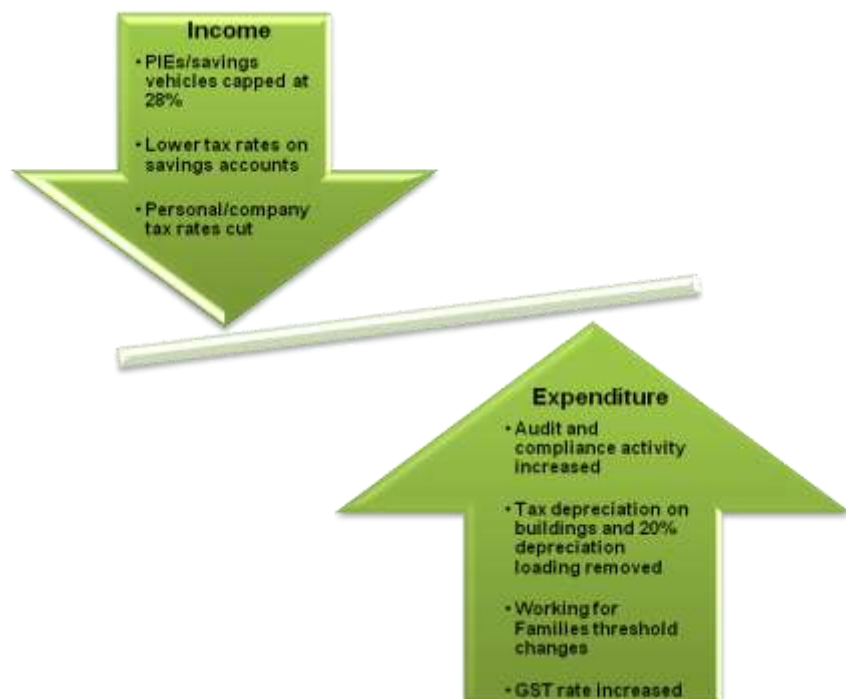 Income
• PIEs/savings
vehicles capped at
28%
• Lower tax rates on
savings accounts
• Personal/company
tax rates cut
Expenditure
• Audit and
compliance activity
increased
• Tax depreciation on
buildings and 20%
depreciation
loading removed
• Working for
Families threshold
changes
• GST rate increased